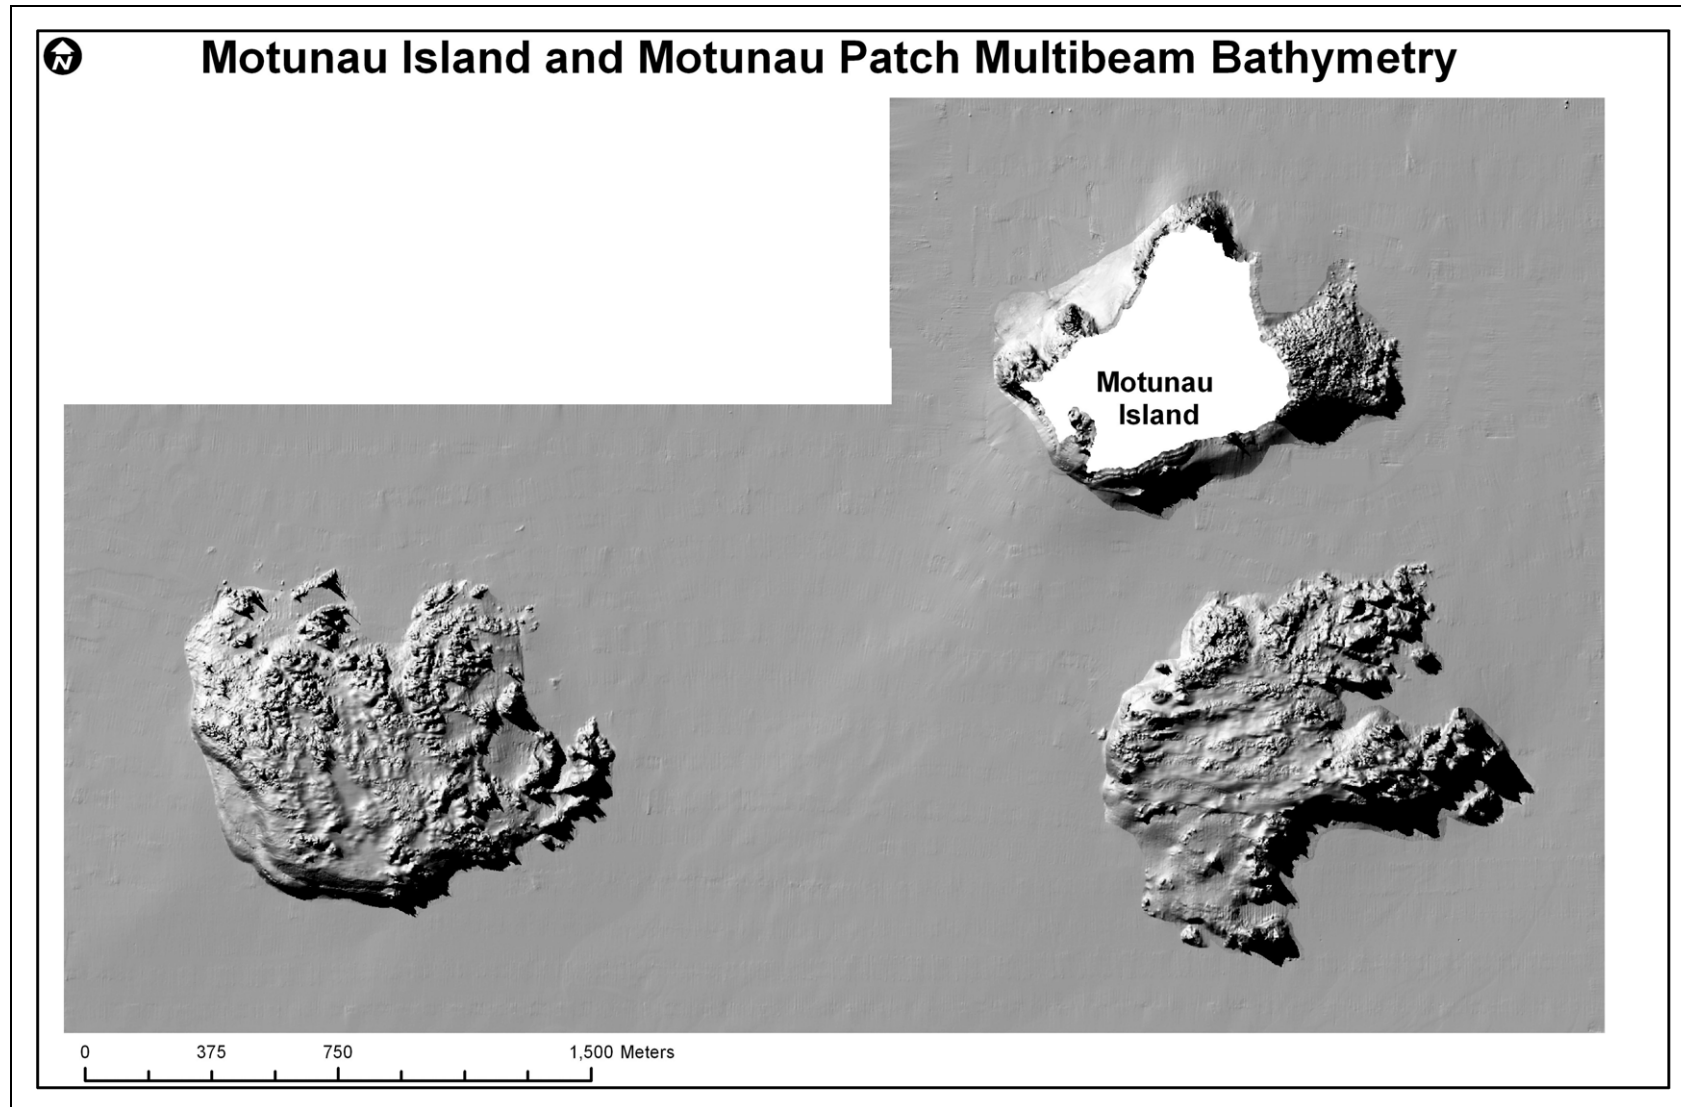 N
Motunau Island and Motunau Patch Multibeam Bathymetry
Motunau
Island
0 375 750 1,500 Meters